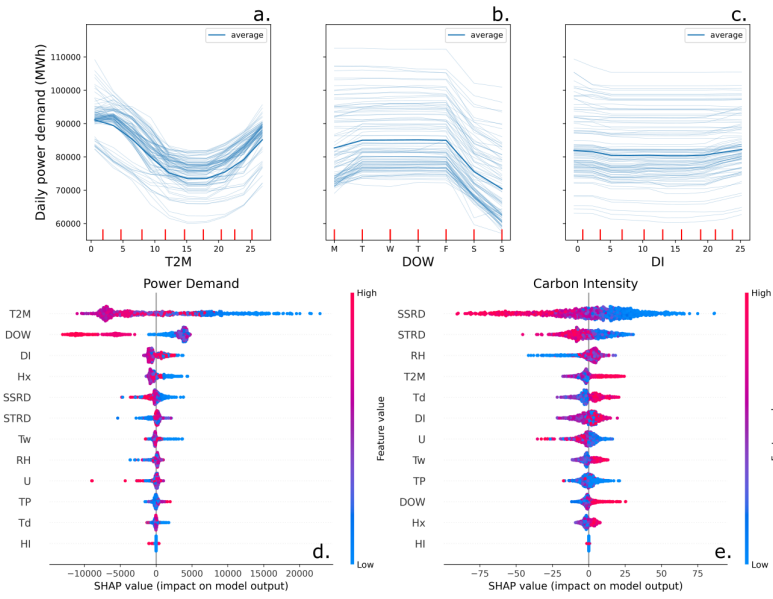 a. b. c.
average average average
Daily power demand (MWh)
110000
100000
90000
80000
70000
60000
0 5 10 15 20 25 M T W T F S S 0 5 10 15 20 25
T2M DOW DI
Power Demand Carbon Intensity
High
T2M
DOW
DI
Hx
SSRD
STRD
Tw
RH
U
TP
Td
HI
Feature value
Low
d.
−10000 −5000 0 5000 10000 15000 20000
SHAP value (impact on model output)
High
SSRD
STRD
RH
T2M
Td
DI
U
Tw
TP
DOW
Hx
HI
Low
e.
−75 −50 −25 0 25 50 75
SHAP value (impact on model output)